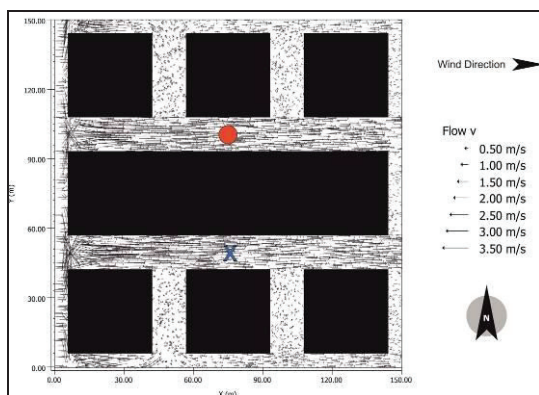 150.00
120.00
90.00
60.00
30.00
0.00
Y (m)
0.00 30.00 60.00 90.00 120.00 150.00
X (m)
X
Wind Direction
Flow v
0.50 m/s
1.00 m/s
1.50 m/s
2.00 m/s
2.50 m/s
3.00 m/s
3.50 m/s
N